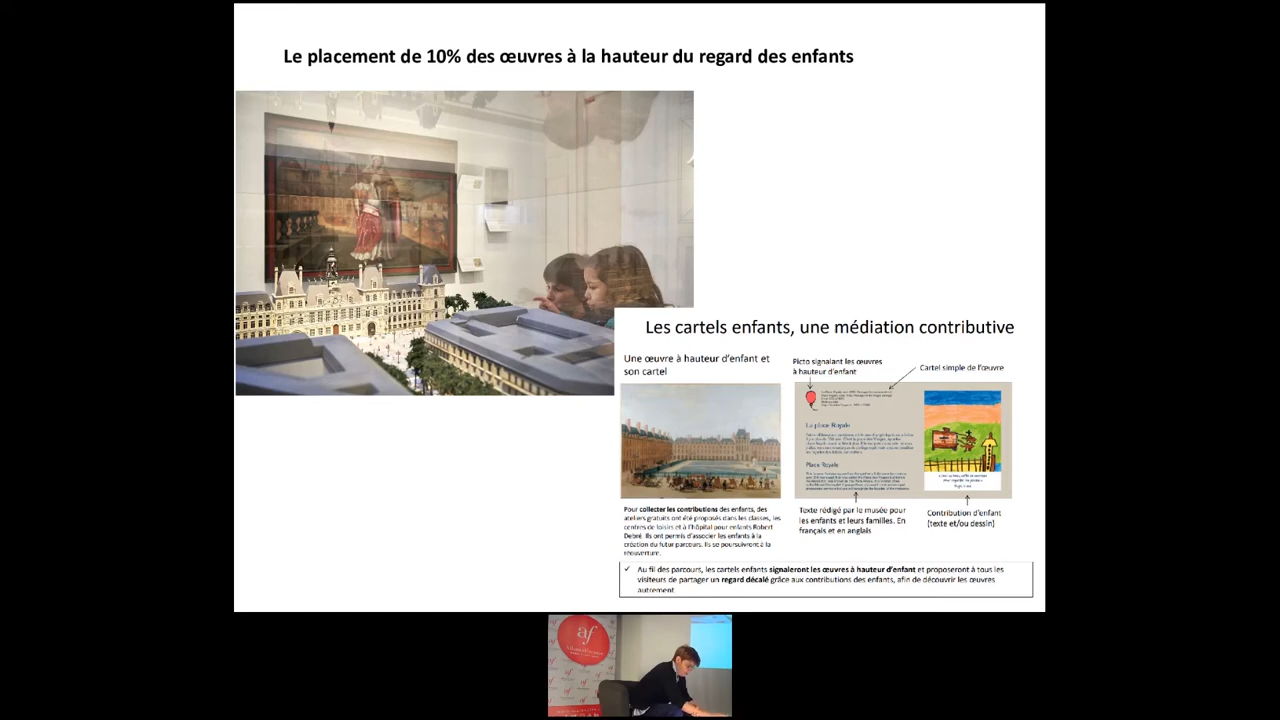 Le placement de 10% des œuvres à la hauteur du regard des enfants
Les cartels enfants, une médiation contributive
Une œuvre à hauteur d'enfant et
son cartel
Picto signalant les œuvres
à hauteur d'enfant
Cartel simple de l'œuvre
La place Royale
Place Royale
Pour collecter les contributions des enfants, des
ateliers gratuits ont été proposés dans les classes, les
centres de loisirs et à l'hôpital pour enfants Robert
Debré. Ils ont permis d'associer les enfants à la
création du futur parcours. Ils se poursuivront à la
réouverture.
Texte rédigé par le musée pour
les enfants et leurs familles. En
français et en anglais
Contribution d'enfant
(texte et/ou dessin)
✓ Au fil des parcours, les cartels enfants signaleront les œuvres à hauteur d'enfant et proposeront à tous les
visiteurs de partager un regard décalé grâce aux contributions des enfants, afin de découvrir les œuvres
autrement
af